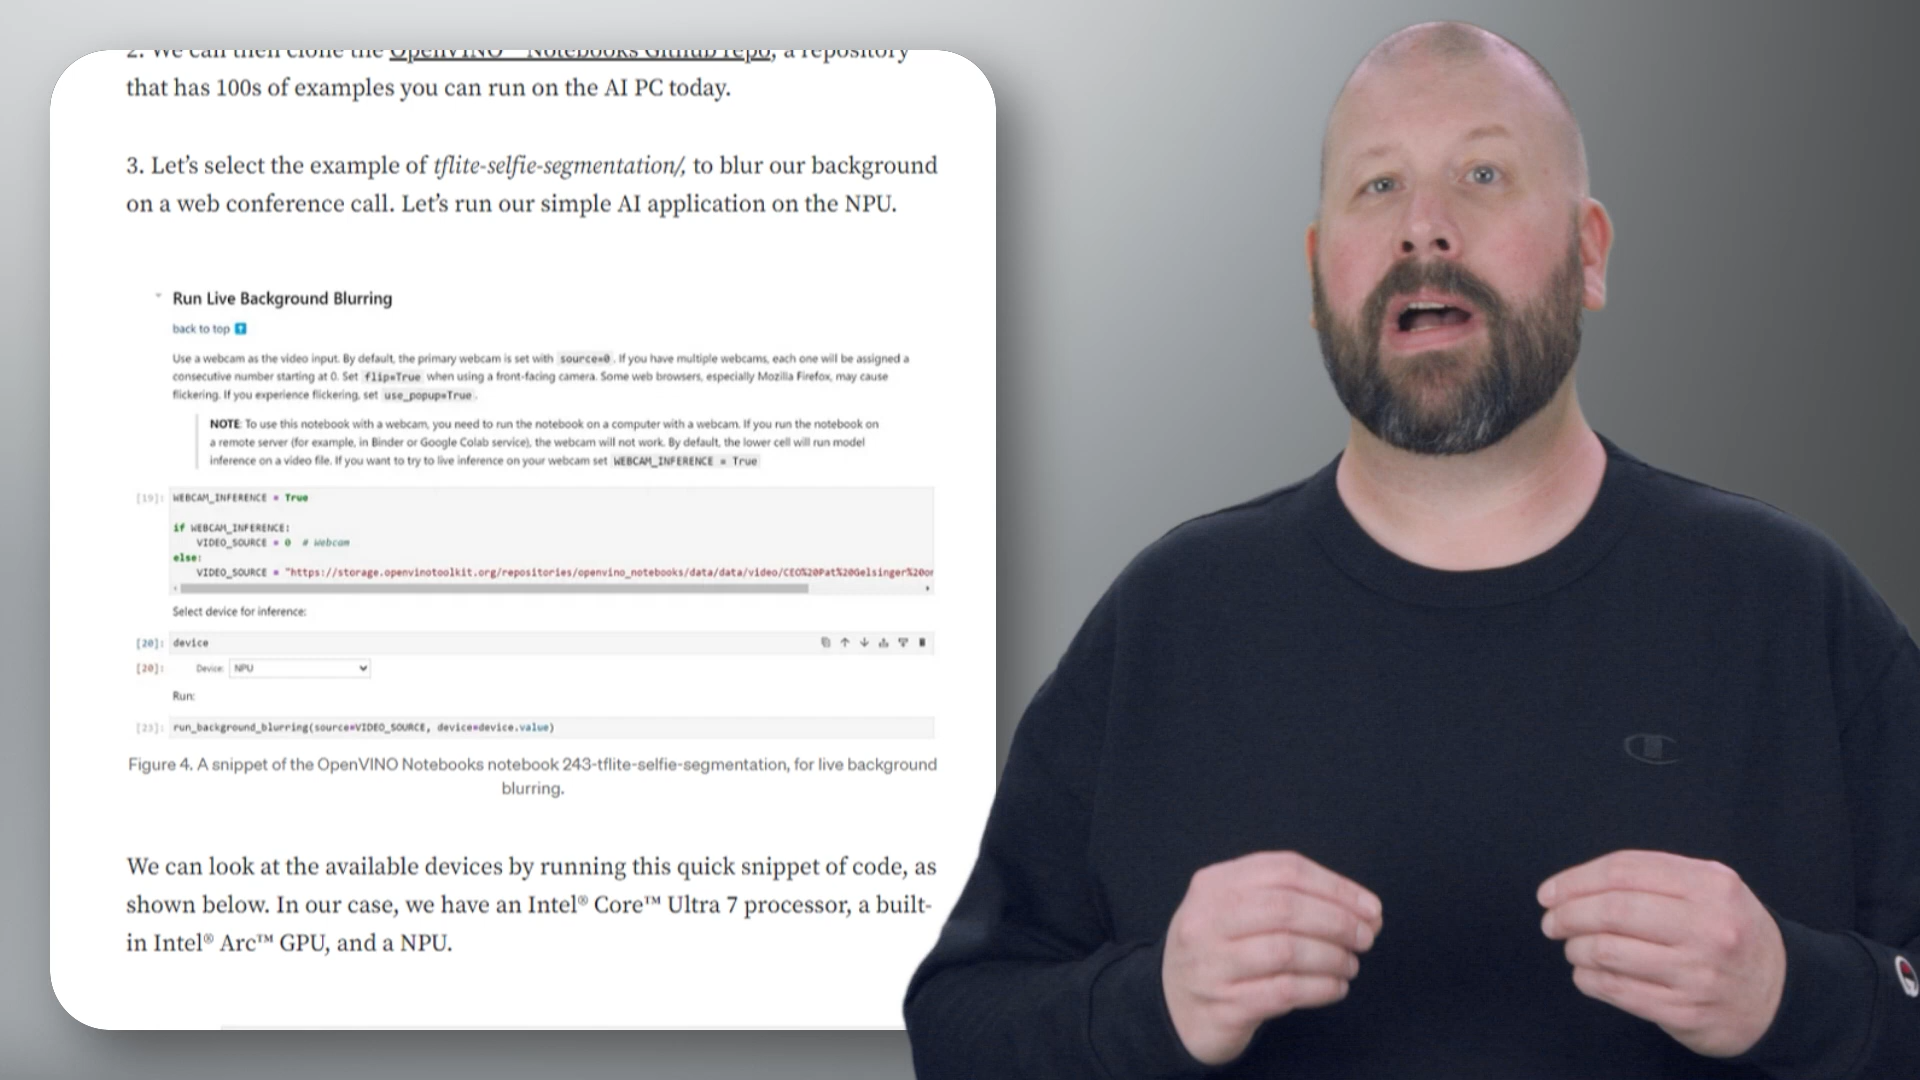 2. We can then clone the OpenVINO™ Notebooks GitHub repo, a repository
that has 100s of examples you can run on the AI PC today.
3. Let’s select the example of tflite-selfie-segmentation/, to blur our background
on a web conference call. Let’s run our simple AI application on the NPU.
Run Live Background Blurring
back to top
Use a webcam as the video input. By default, the primary webcam is set with source=0 . If you have multiple webcams, each one will be assigned a
consecutive number starting at 0. Set flip=True when using a front-facing camera. Some web browsers, especially Mozilla Firefox, may cause
flickering. If you experience flickering, set use_popup=True .
NOTE: To use this notebook with a webcam, you need to run the notebook on a computer with a webcam. If you run the notebook on
a remote server (for example, in Binder or Google Colab service), the webcam will not work. By default, the lower cell will run model
inference on a video file. If you want to try to live inference on your webcam set WEBCAM_INFERENCE = True
[19]: WEBCAM_INFERENCE = True
if WEBCAM_INFERENCE:
VIDEO_SOURCE = 0 # Webcam
else:
VIDEO_SOURCE = "https://storage.openvinotoolkit.org/repositories/openvino_notebooks/data/data/video/CEO%20Pat%20Gelsinger%20or
Select device for inference:
[20]: device
[20]: Device: NPU
Run:
[23]: run_background_blurring(source=VIDEO_SOURCE, device=device.value)
Figure 4. A snippet of the OpenVINO Notebooks notebook 243-tflite-selfie-segmentation, for live background
blurring.
We can look at the available devices by running this quick snippet of code, as
shown below. In our case, we have an Intel® Core™ Ultra 7 processor, a built-
in Intel® Arc™ GPU, and a NPU.